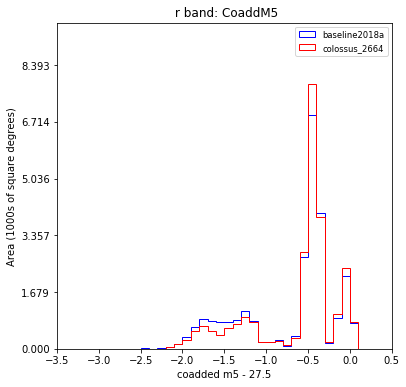 r band: CoaddM5
baseline2018a
colossus_2664
8.393
6.714
5.036
3.357
1.679
0.000
Area (1000s of square degrees)
−3.5 −3.0 −2.5 −2.0 −1.5 −1.0 −0.5 0.0 0.5
coadded m5 - 27.5